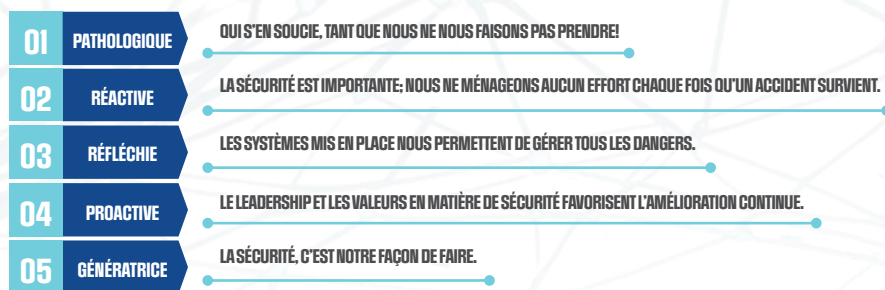 01 PATHOLOGIQUE QUI S'EN SOUCIE, TANT QUE NOUS NE NOUS FAISONS PAS PRENDRE!
02 RÉACTIVE LA SÉCURITÉ EST IMPORTANTE; NOUS NE MÉNAGEONS AUCUN EFFORT CHAQUE FOIS QU'UN ACCIDENT SURVIENT.
03 RÉFLÉCHIE LES SYSTÈMES MIS EN PLACE NOUS PERMETTENT DE GÉRER TOUS LES DANGERS.
04 PROACTIVE LE LEADERSHIP ET LES VALEURS EN MATIÈRE DE SÉCURITÉ FAVORISENT L'AMÉLIORATION CONTINUE.
05 GÉNÉRATRICE LA SÉCURITÉ, C'EST NOTRE FAÇON DE FAIRE.